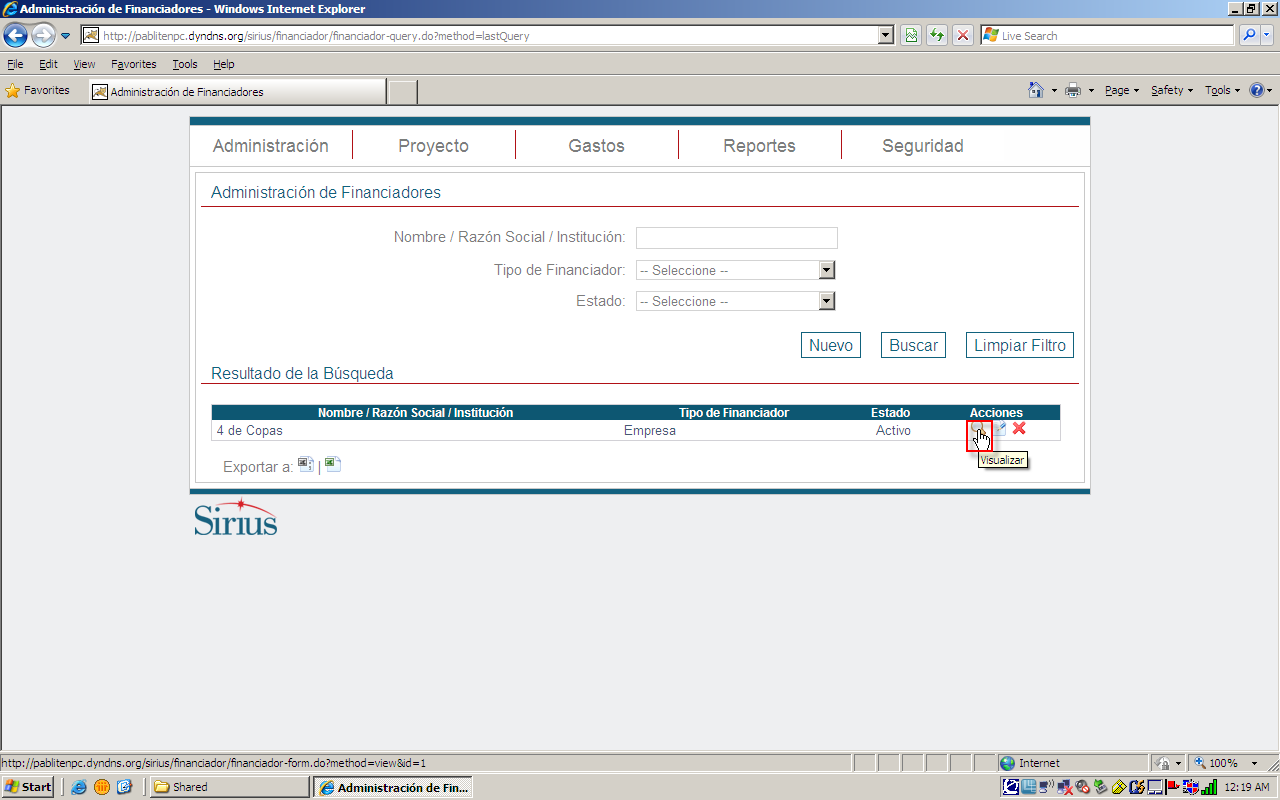 Administración de Financiadores - Windows Internet Explorer
http://pablitenpc.dyndns.org/sirius/financiador/financiador-query.do?method=lastQuery
Live Search
File Edit View Favorites Tools Help
Favorites
Administración de Financiadores
Page Safety Tools
Administración Proyecto Gastos Reportes Seguridad
Administración de Financiadores
Nombre / Razón Social / Institución:
Tipo de Financiador: -- Seleccione --
Estado: -- Seleccione --
Nuevo Buscar Limpiar Filtro
Resultado de la Búsqueda
Nombre / Razón Social / Institución Tipo de Financiador Estado Acciones
4 de Copas Empresa Activo
Visualizar
Exportar a: |
Sirius
http://pablitenpc.dyndns.org/sirius/financiador/financiador-form.do?method=view&id=1
Internet
100%
Start
Shared
Administración de Fin...
12:19 AM